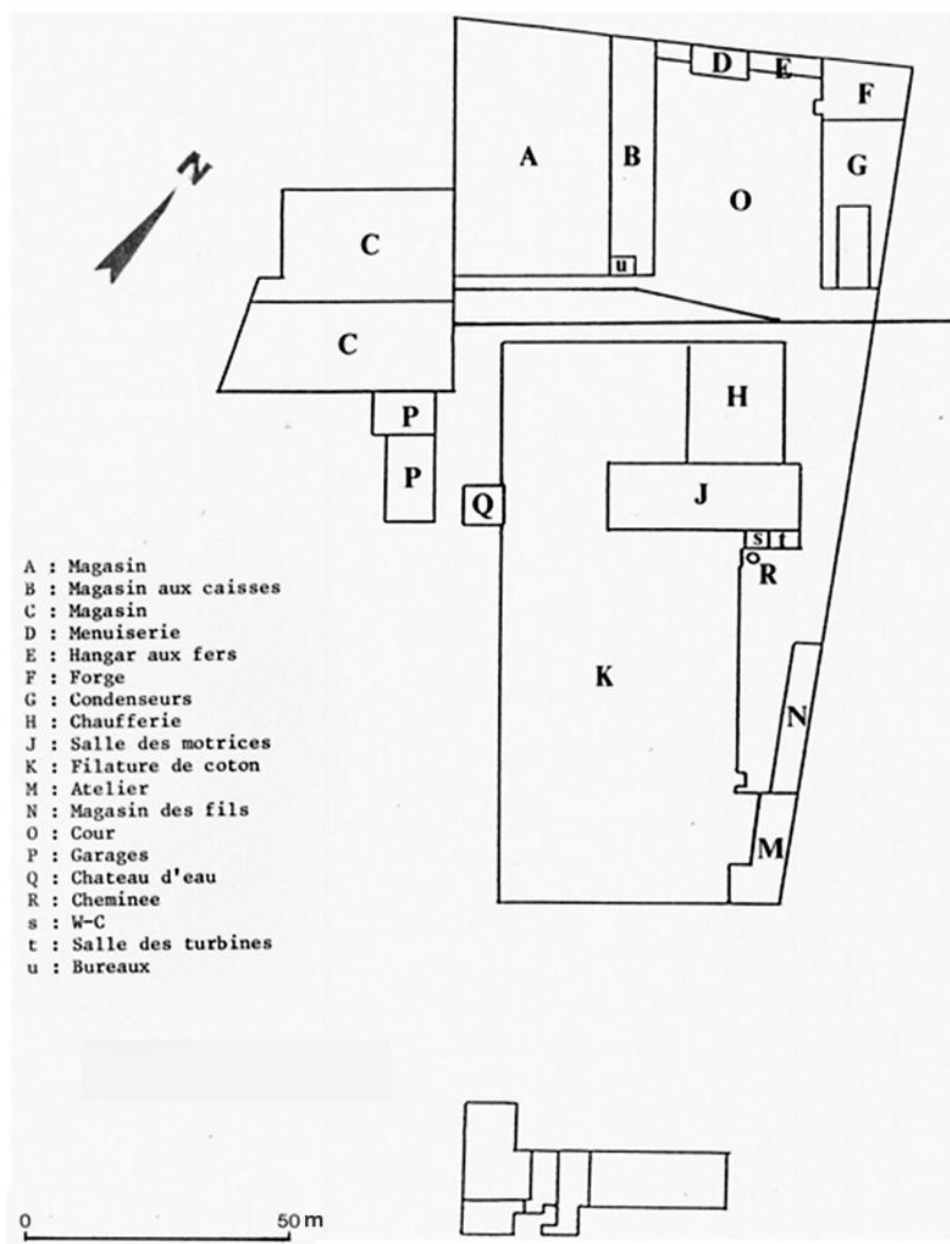 D
E
F
A
B
G
N
O
C
u
C
H
P
P
J
Q
s t
R
K
N
M
A : Magasin
B : Magasin aux caisses
C : Magasin
D : Menuiserie
E : Hangar aux fers
F : Forge
G : Condenseurs
H : Chaufferie
J : Salle des motrices
K : Filature de coton
M : Atelier
N : Magasin des fils
O : Cour
P : Garages
Q : Chateau d'eau
R : Cheminee
s : W-C
t : Salle des turbines
u : Bureaux
0 50 m